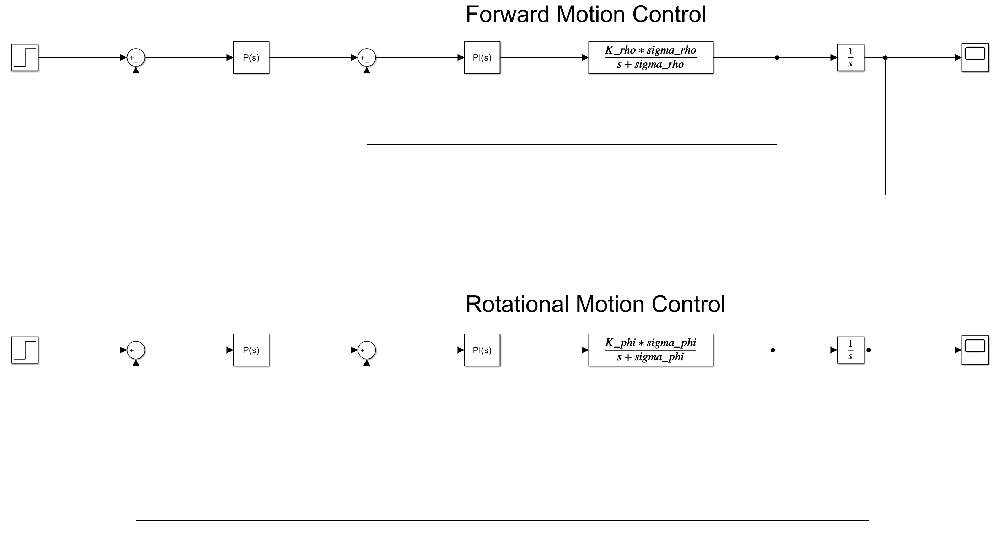 Forward Motion Control
+
−
P(s)
+
−
PI(s)
K_rho * sigma_rho
s + sigma_rho
1
s
Rotational Motion Control
+
−
P(s)
+
−
PI(s)
K_phi * sigma_phi
s + sigma_phi
1
s